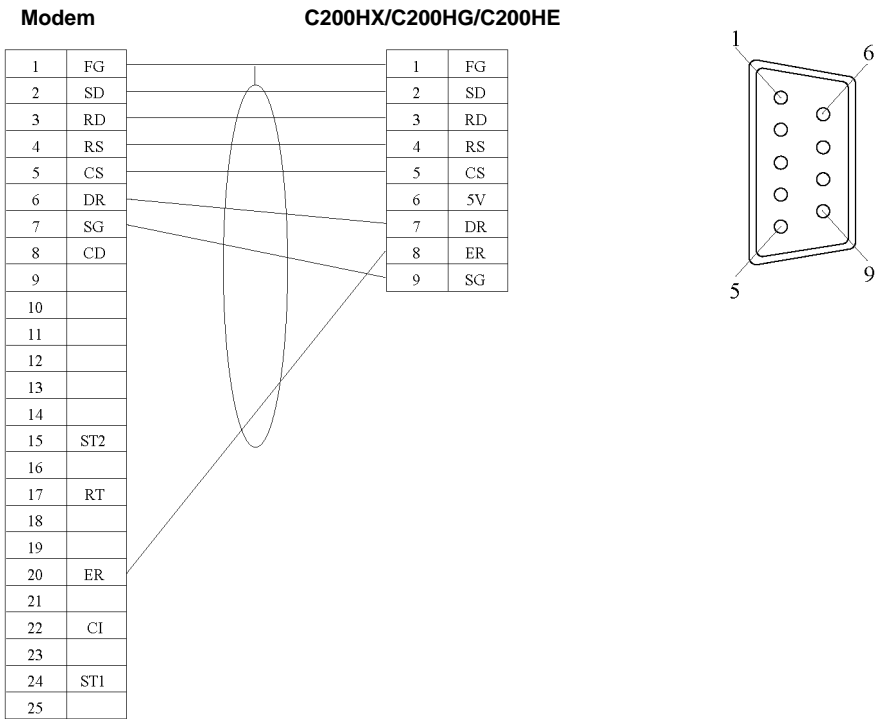 Modem
C200HX/C200HG/C200HE
1 FG
2 SD
3 RD
4 RS
5 CS
6 DR
7 SG
8 CD
9
10
11
12
13
14
15 ST2
16
17 RT
18
19
20 ER
21
22 CI
23
24 ST1
25
1 FG
2 SD
3 RD
4 RS
5 CS
6 5V
7 DR
8 ER
9 SG
1
6
5
9